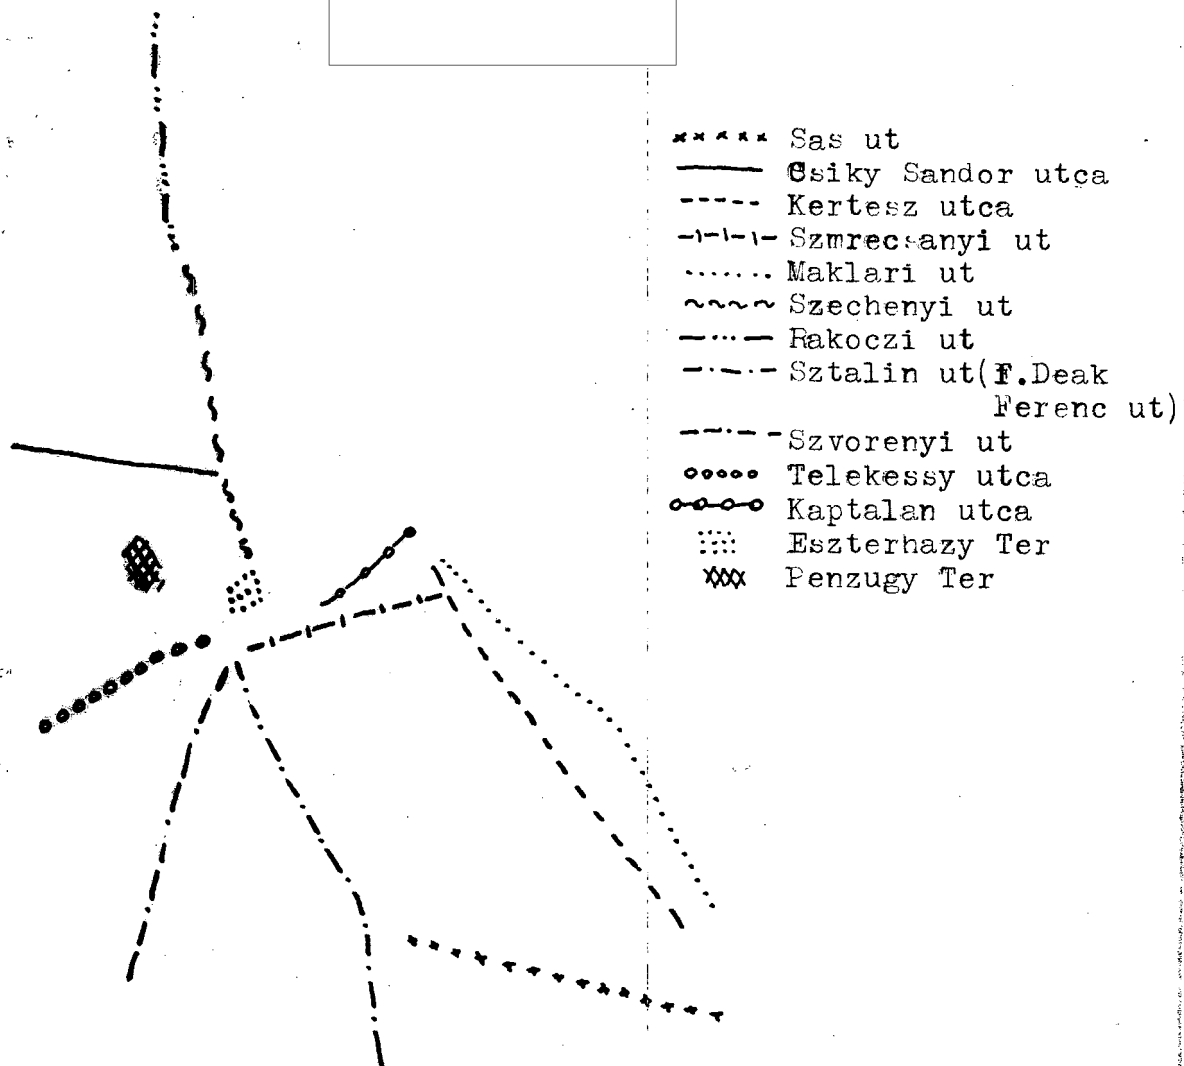 Sas ut
Csiky Sandor utca
Kertesz utca
Szmrecsanyi ut
Maklari ut
Szechenyi ut
Rakoczi ut
Sztalin ut(F.Deak
Ferenc ut)
Szvorenyi ut
Telekessy utca
Kaptalan utca
Eszterhazy Ter
Penzugy Ter